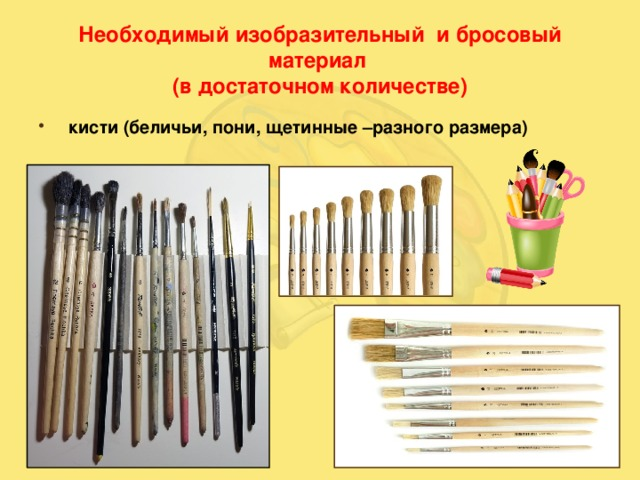 Необходимый изобразительный и бросовый
материал
(в достаточном количестве)
• кисти (беличьи, пони, щетинные –разного размера)